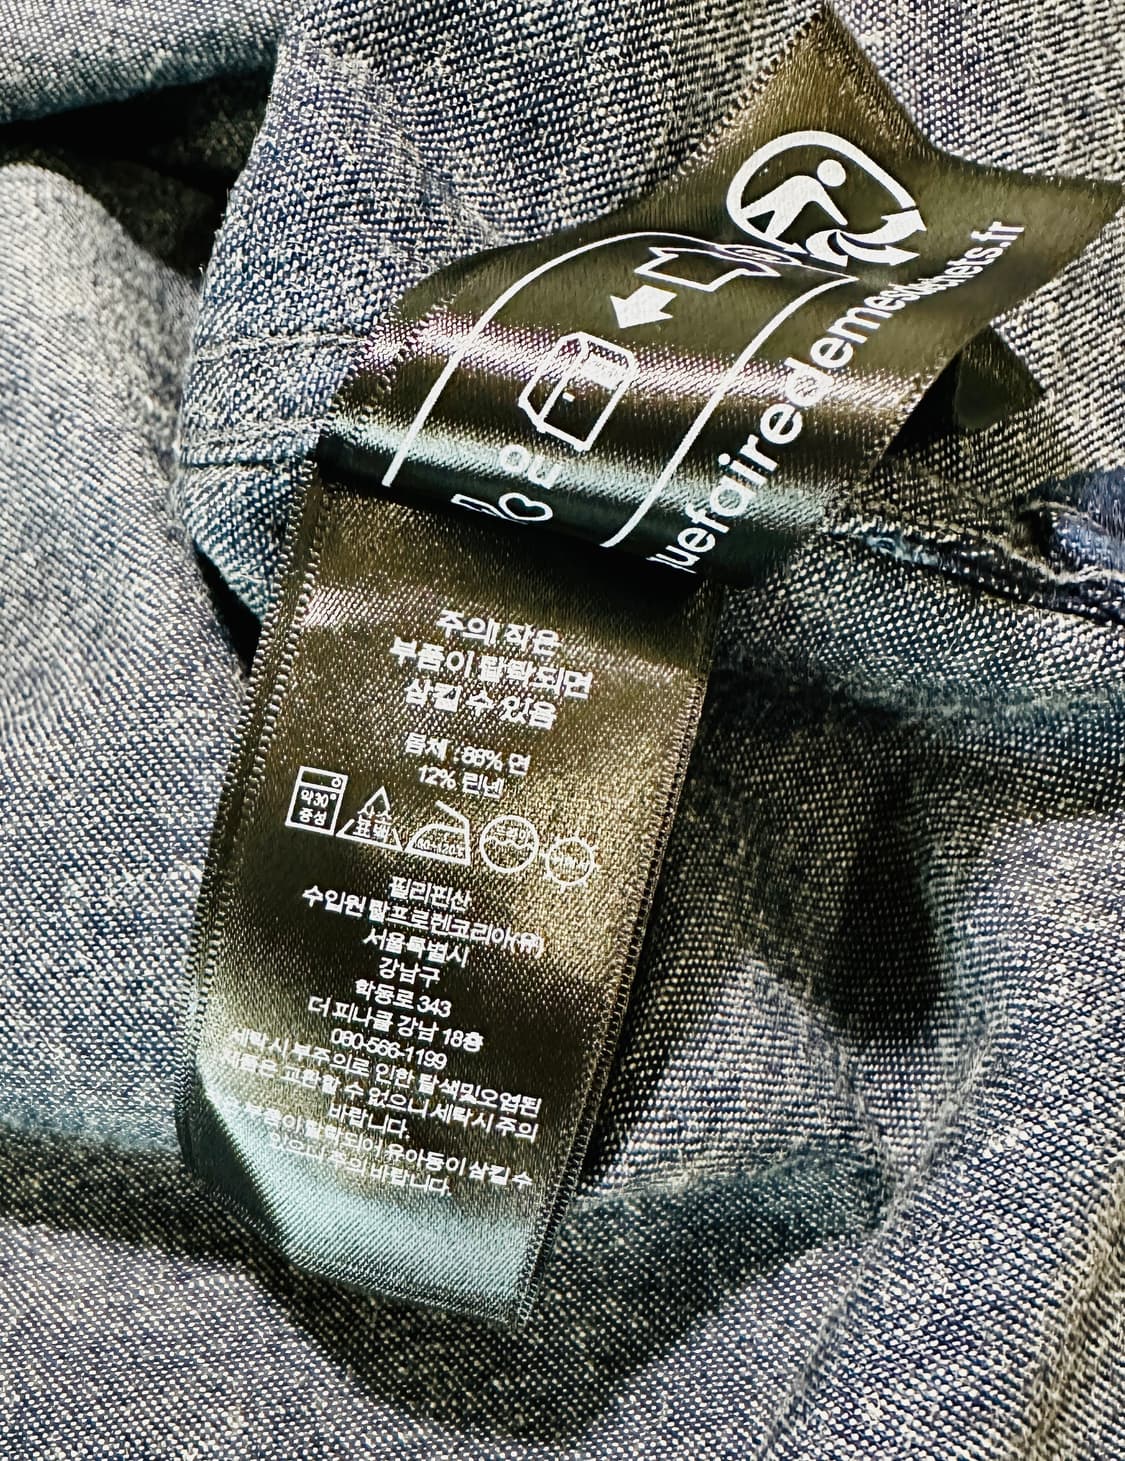 quefairedemesdechets.fr
OU
주의! 작은
부품이 탈락되면
삼킬 수 있음
몸체 : 88% 면
12% 린넨
약30°
중성
표백
80~120°C
필리핀산
수입원 랄프로렌코리아(유)
서울특별시
강남구
학동로 343
더 피나클 강남 18층
080-566-1199
세탁시 부주의로 인한 탈색및오염된
제품은 교환할 수 없으니 세탁시 주의
바랍니다.
부품이 탈락되어 유아등이 삼킬 수
있으니 주의 바랍니다.